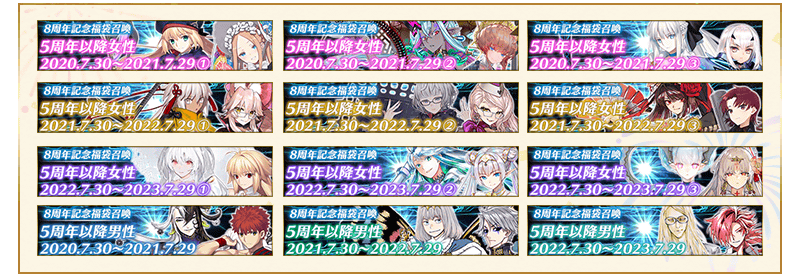 8周年記念福袋召喚
5周年以降女性
2020.7.30～2021.7.29①
8周年記念福袋召喚
5周年以降女性
2020.7.30～2021.7.29②
8周年記念福袋召喚
5周年以降女性
2020.7.30～2021.7.29③
8周年記念福袋召喚
5周年以降女性
2021.7.30～2022.7.29①
8周年記念福袋召喚
5周年以降女性
2021.7.30～2022.7.29②
8周年記念福袋召喚
5周年以降女性
2021.7.30～2022.7.29③
8周年記念福袋召喚
5周年以降女性
2022.7.30～2023.7.29①
8周年記念福袋召喚
5周年以降女性
2022.7.30～2023.7.29②
8周年記念福袋召喚
5周年以降女性
2022.7.30～2023.7.29③
8周年記念福袋召喚
5周年以降男性
2020.7.30～2021.7.29
8周年記念福袋召喚
5周年以降男性
2021.7.30～2022.7.29
8周年記念福袋召喚
5周年以降男性
2022.7.30～2023.7.29